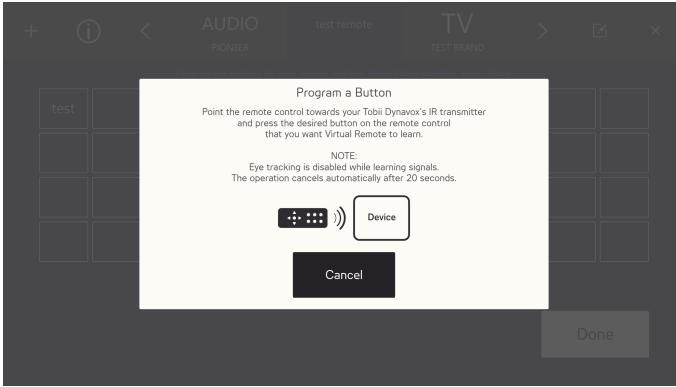 AUDIO
PIONIER
test remote
TV
TEST BRAND
test
Program a Button
Point the remote control towards your Tobii Dynavox's IR transmitter
and press the desired button on the remote control
that you want Virtual Remote to learn.
NOTE:
Eye tracking is disabled while learning signals.
The operation cancels automatically after 20 seconds.
Device
Cancel
Done